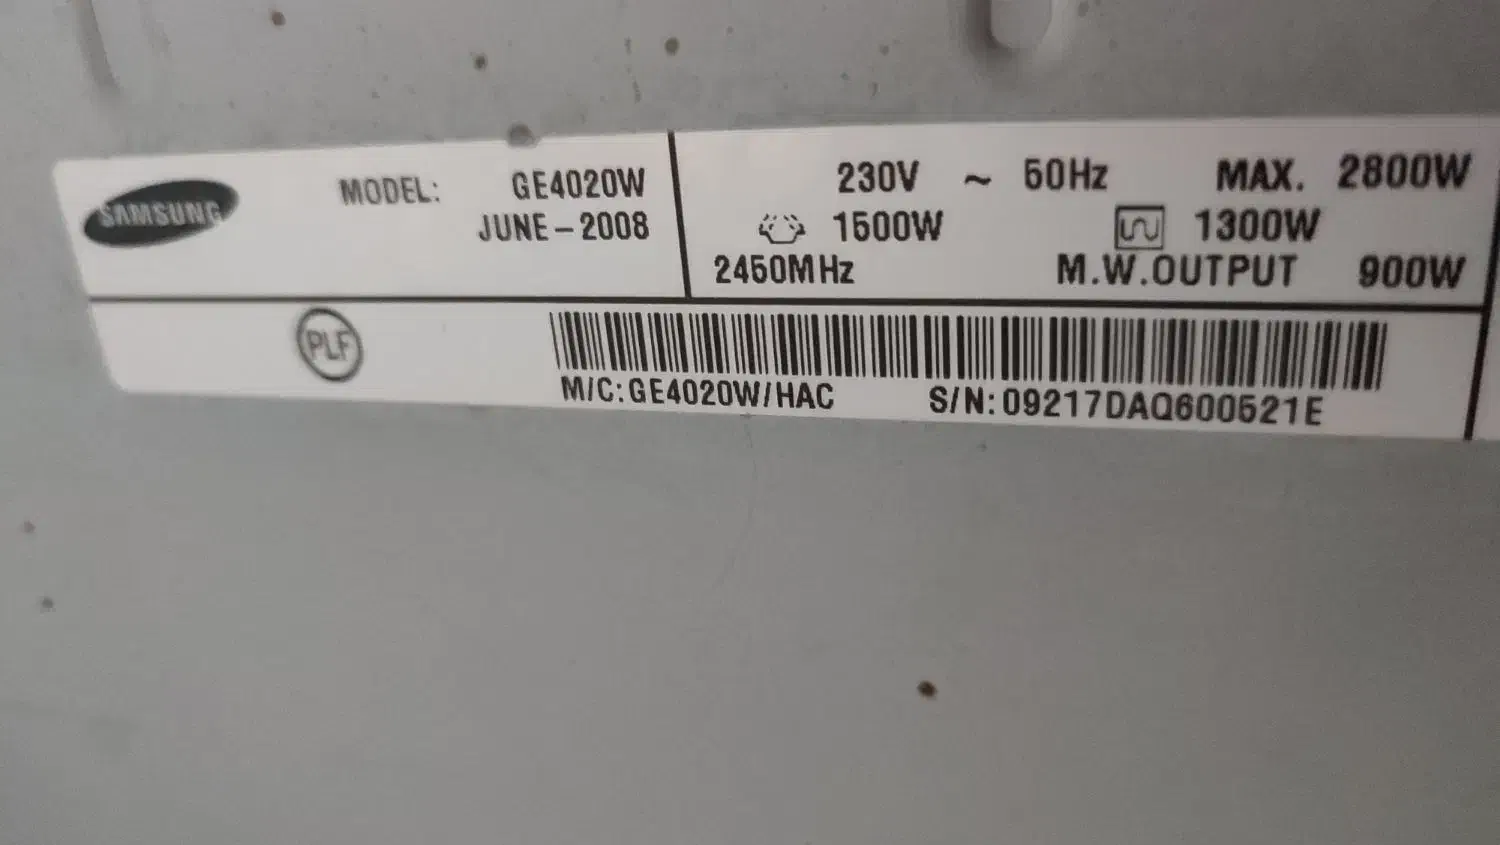 SAMSUNG
MODEL: GE4020W
JUNE-2008
230V ~ 50Hz MAX. 2800W
1500W 1300W
2450MHz M.W.OUTPUT 900W
PLF
M/C:GE4020W/HAC S/N:09217DAQ600521E